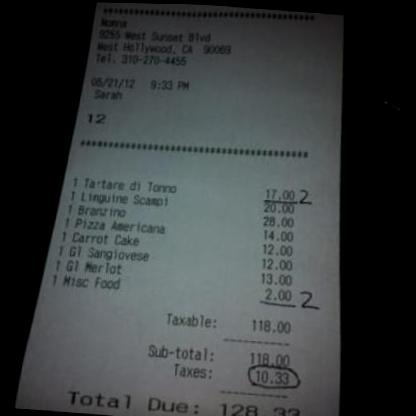 ************************************
Nonna
9255 West Sunset Blvd
West Hollywood, CA 90069
Tel. 310-270-4455
05/21/12 9:33 PM
Sarah
12
************************************
1 Tartare di Tonno 17.00 2
1 Linguine Scampi 20.00
1 Branzino 28.00
1 Pizza Americana 14.00
1 Carrot Cake 12.00
1 Gl Sangiovese 12.00
1 Gl Merlot 13.00
1 Misc Food 2.00 2
Taxable: 118.00
Sub-total: 118.00
Taxes: 10.33
Total Due: 128.33